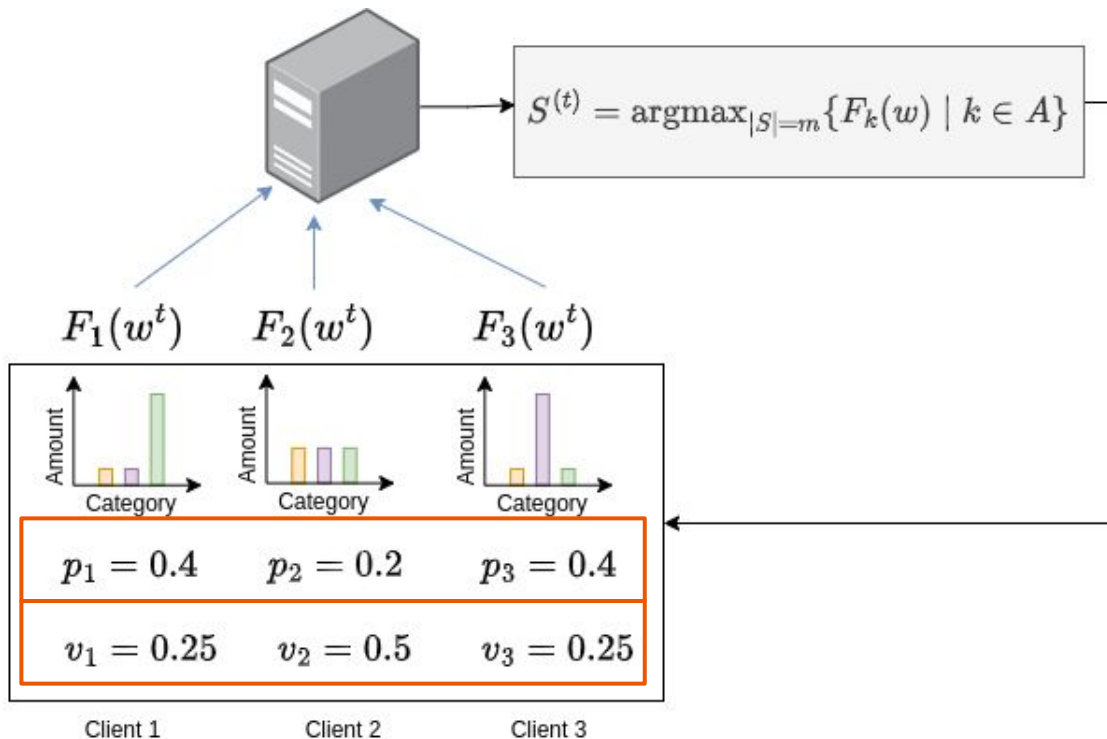 S^{(t)} = argmax_{|S|=m}{F_k(w) | k ∈ A}
F_1(w^t) F_2(w^t) F_3(w^t)
Amount Amount Amount
Category Category Category
p_1 = 0.4 p_2 = 0.2 p_3 = 0.4
v_1 = 0.25 v_2 = 0.5 v_3 = 0.25
Client 1 Client 2 Client 3